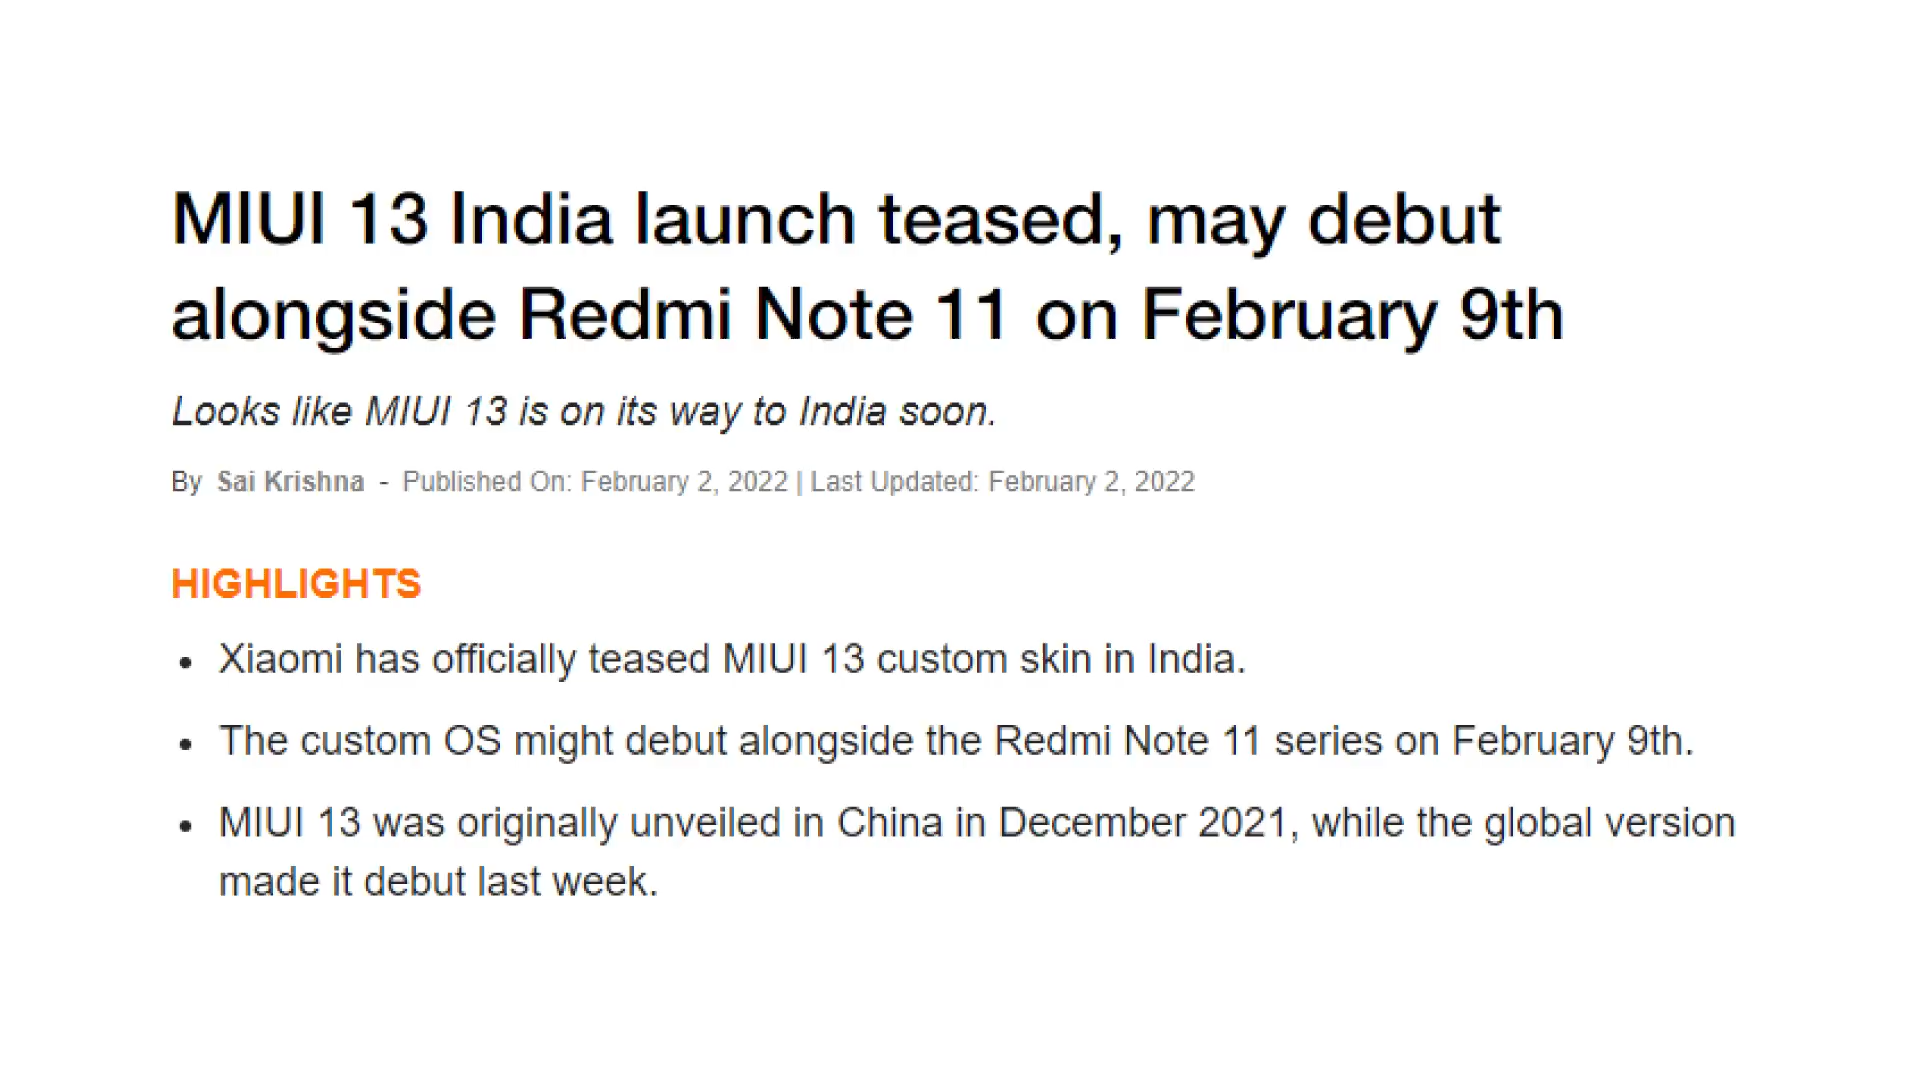 MIUI 13 India launch teased, may debut
alongside Redmi Note 11 on February 9th
Looks like MIUI 13 is on its way to India soon.
By Sai Krishna - Published On: February 2, 2022 | Last Updated: February 2, 2022
HIGHLIGHTS
• Xiaomi has officially teased MIUI 13 custom skin in India.
• The custom OS might debut alongside the Redmi Note 11 series on February 9th.
• MIUI 13 was originally unveiled in China in December 2021, while the global version
made it debut last week.